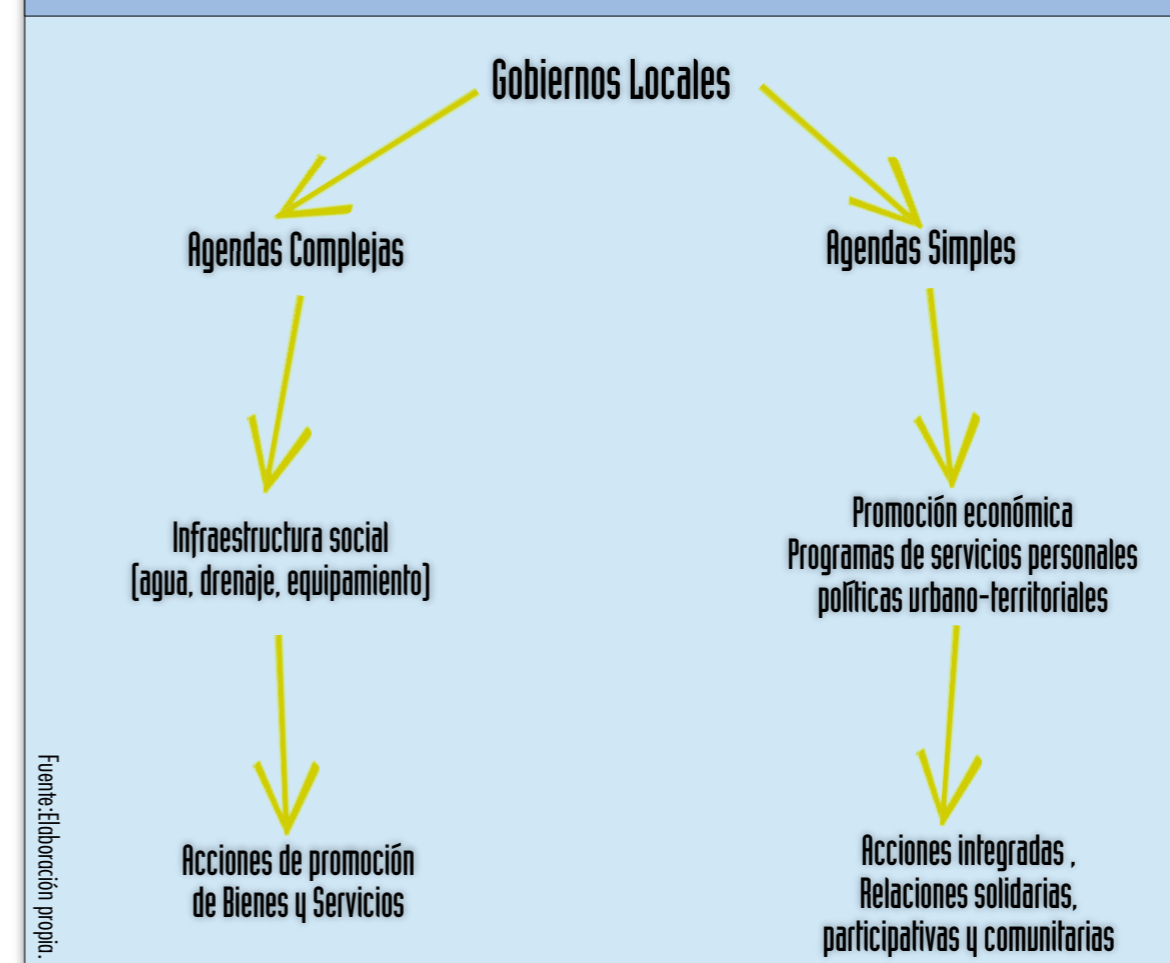 Gobiernos Locales
Agendas Complejas
Agendas Simples
Infraestructura social
(agua, drenaje, equipamiento)
Promoción económica
Programas de servicios personales
políticas urbano-territoriales
Acciones de promoción
de Bienes y Servicios
Acciones integradas ,
Relaciones solidarias,
participativas y comunitarias
Fuente:Elaboración propia.